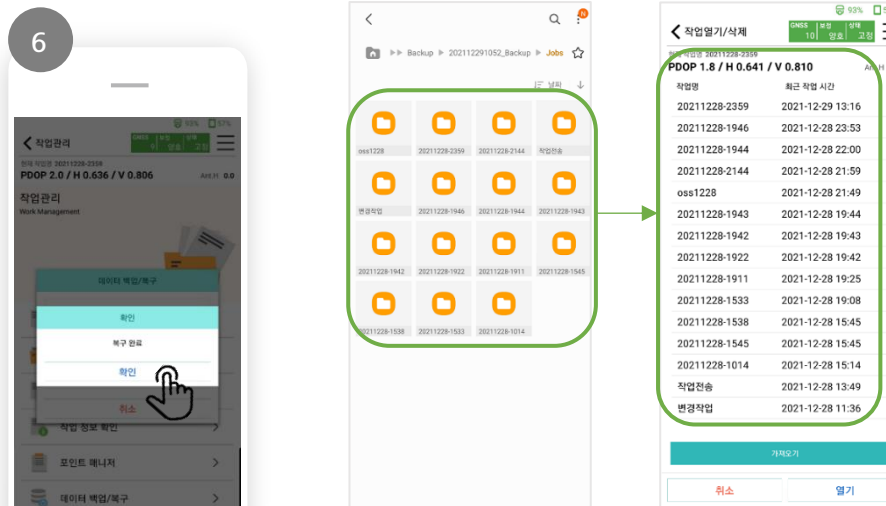 6
93% 57%
작업관리
GNSS 보정 상태
9 양호 고정
현재 작업명 20211228-2359
PDOP 2.0 / H 0.636 / V 0.806
Ant.H 0.0
작업관리
Work Management
데이터 백업/복구
확인
복구 완료
확인
취소
작업 정보 확인
포인트 매니저
데이터 백업/복구
N
Backup 202112291052_Backup Jobs
날짜
oss1228 20211228-2359 20211228-2144 작업전송
변경작업 20211228-1946 20211228-1944 20211228-1943
20211228-1942 20211228-1922 20211228-1911 20211228-1545
20211228-1538 20211228-1533 20211228-1014
93%
작업열기/삭제
GNSS 보정 상태
10 양호 고정
현재 작업명 20211228-2359
PDOP 1.8 / H 0.641 / V 0.810
작업명 최근 작업 시간
20211228-2359 2021-12-29 13:16
20211228-1946 2021-12-28 23:53
20211228-1944 2021-12-28 22:00
20211228-2144 2021-12-28 21:59
oss1228 2021-12-28 21:49
20211228-1943 2021-12-28 19:44
20211228-1942 2021-12-28 19:43
20211228-1922 2021-12-28 19:42
20211228-1911 2021-12-28 19:25
20211228-1533 2021-12-28 19:08
20211228-1538 2021-12-28 15:45
20211228-1545 2021-12-28 15:45
20211228-1014 2021-12-28 15:14
작업전송 2021-12-28 13:49
변경작업 2021-12-28 11:36
가져오기
취소 열기